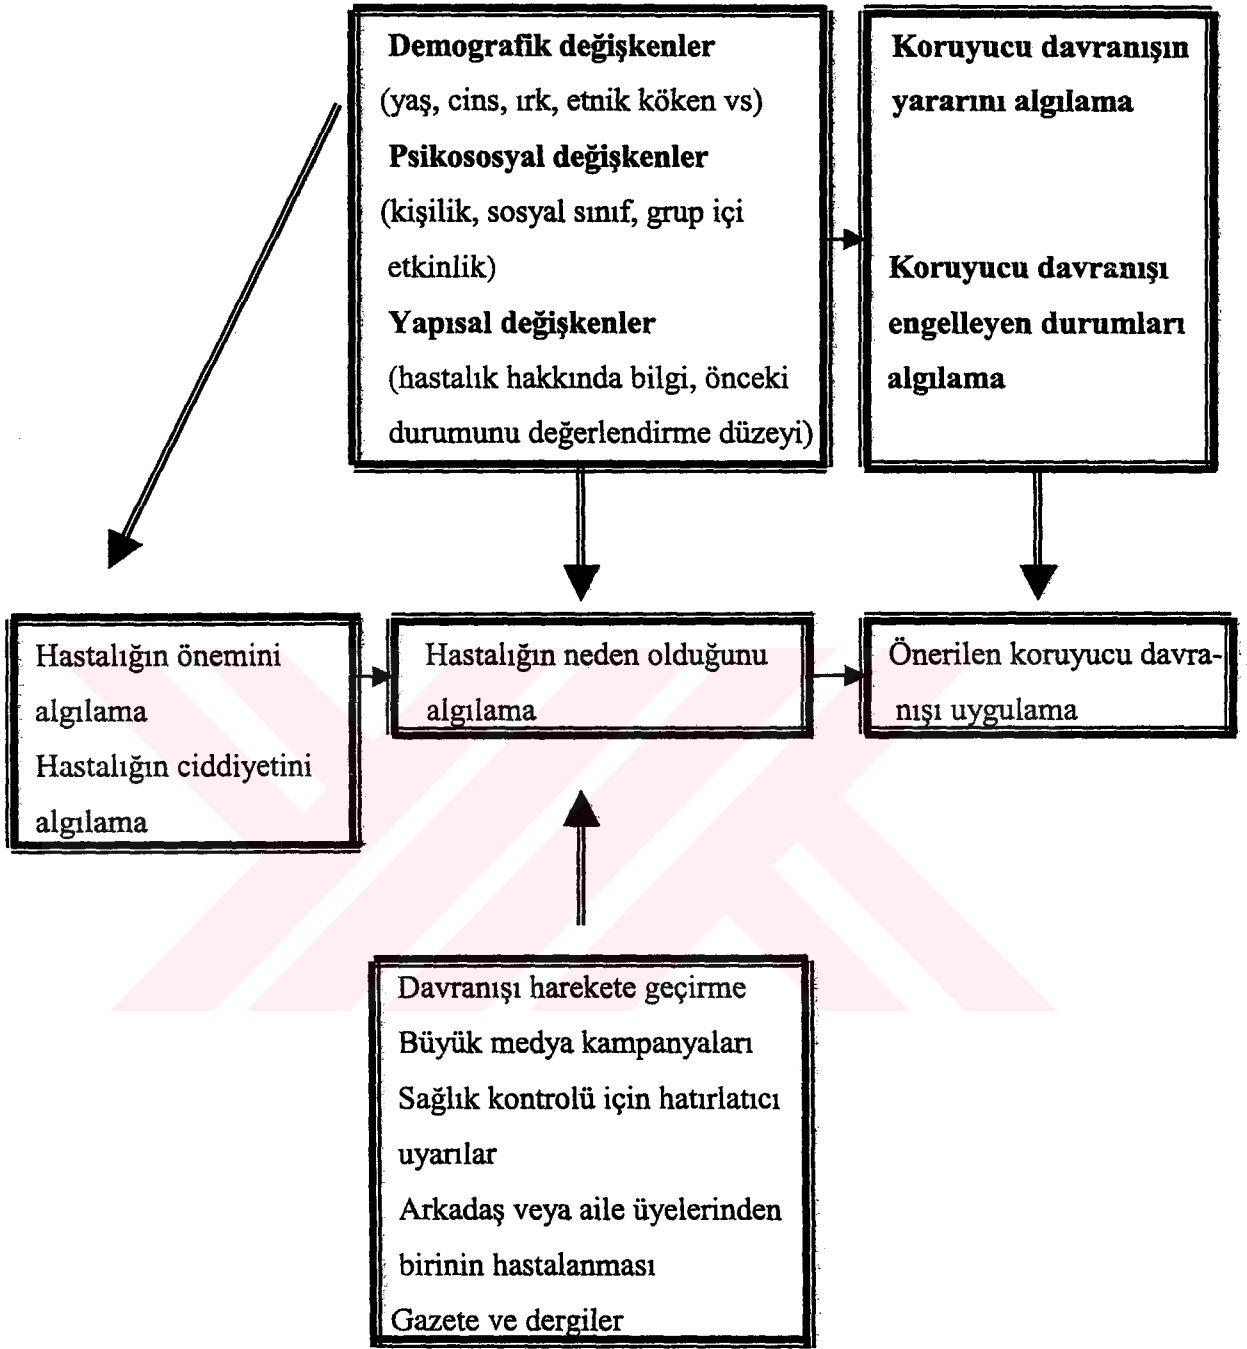 Demografik değişkenler
(yaş, cins, ırk, etnik köken vs)
Psikososyal değişkenler
(kişilik, sosyal sınıf, grup içi
etkinlik)
Yapısal değişkenler
(hastalık hakkında bilgi, önceki
durumunu değerlendirme düzeyi)
Koruyucu davranışın
yararını algılama
Koruyucu davranışı
engelleyen durumları
algılama
Hastalığın önemini
algılama
Hastalığın ciddiyetini
algılama
Hastalığın neden olduğunu
algılama
Önerilen koruyucu davra-
nışı uygulama
Davranışı harekete geçirme
Büyük medya kampanyaları
Sağlık kontrolü için hatırlatıcı
uyarılar
Arkadaş veya aile üyelerinden
birinin hastalanması
Gazete ve dergiler